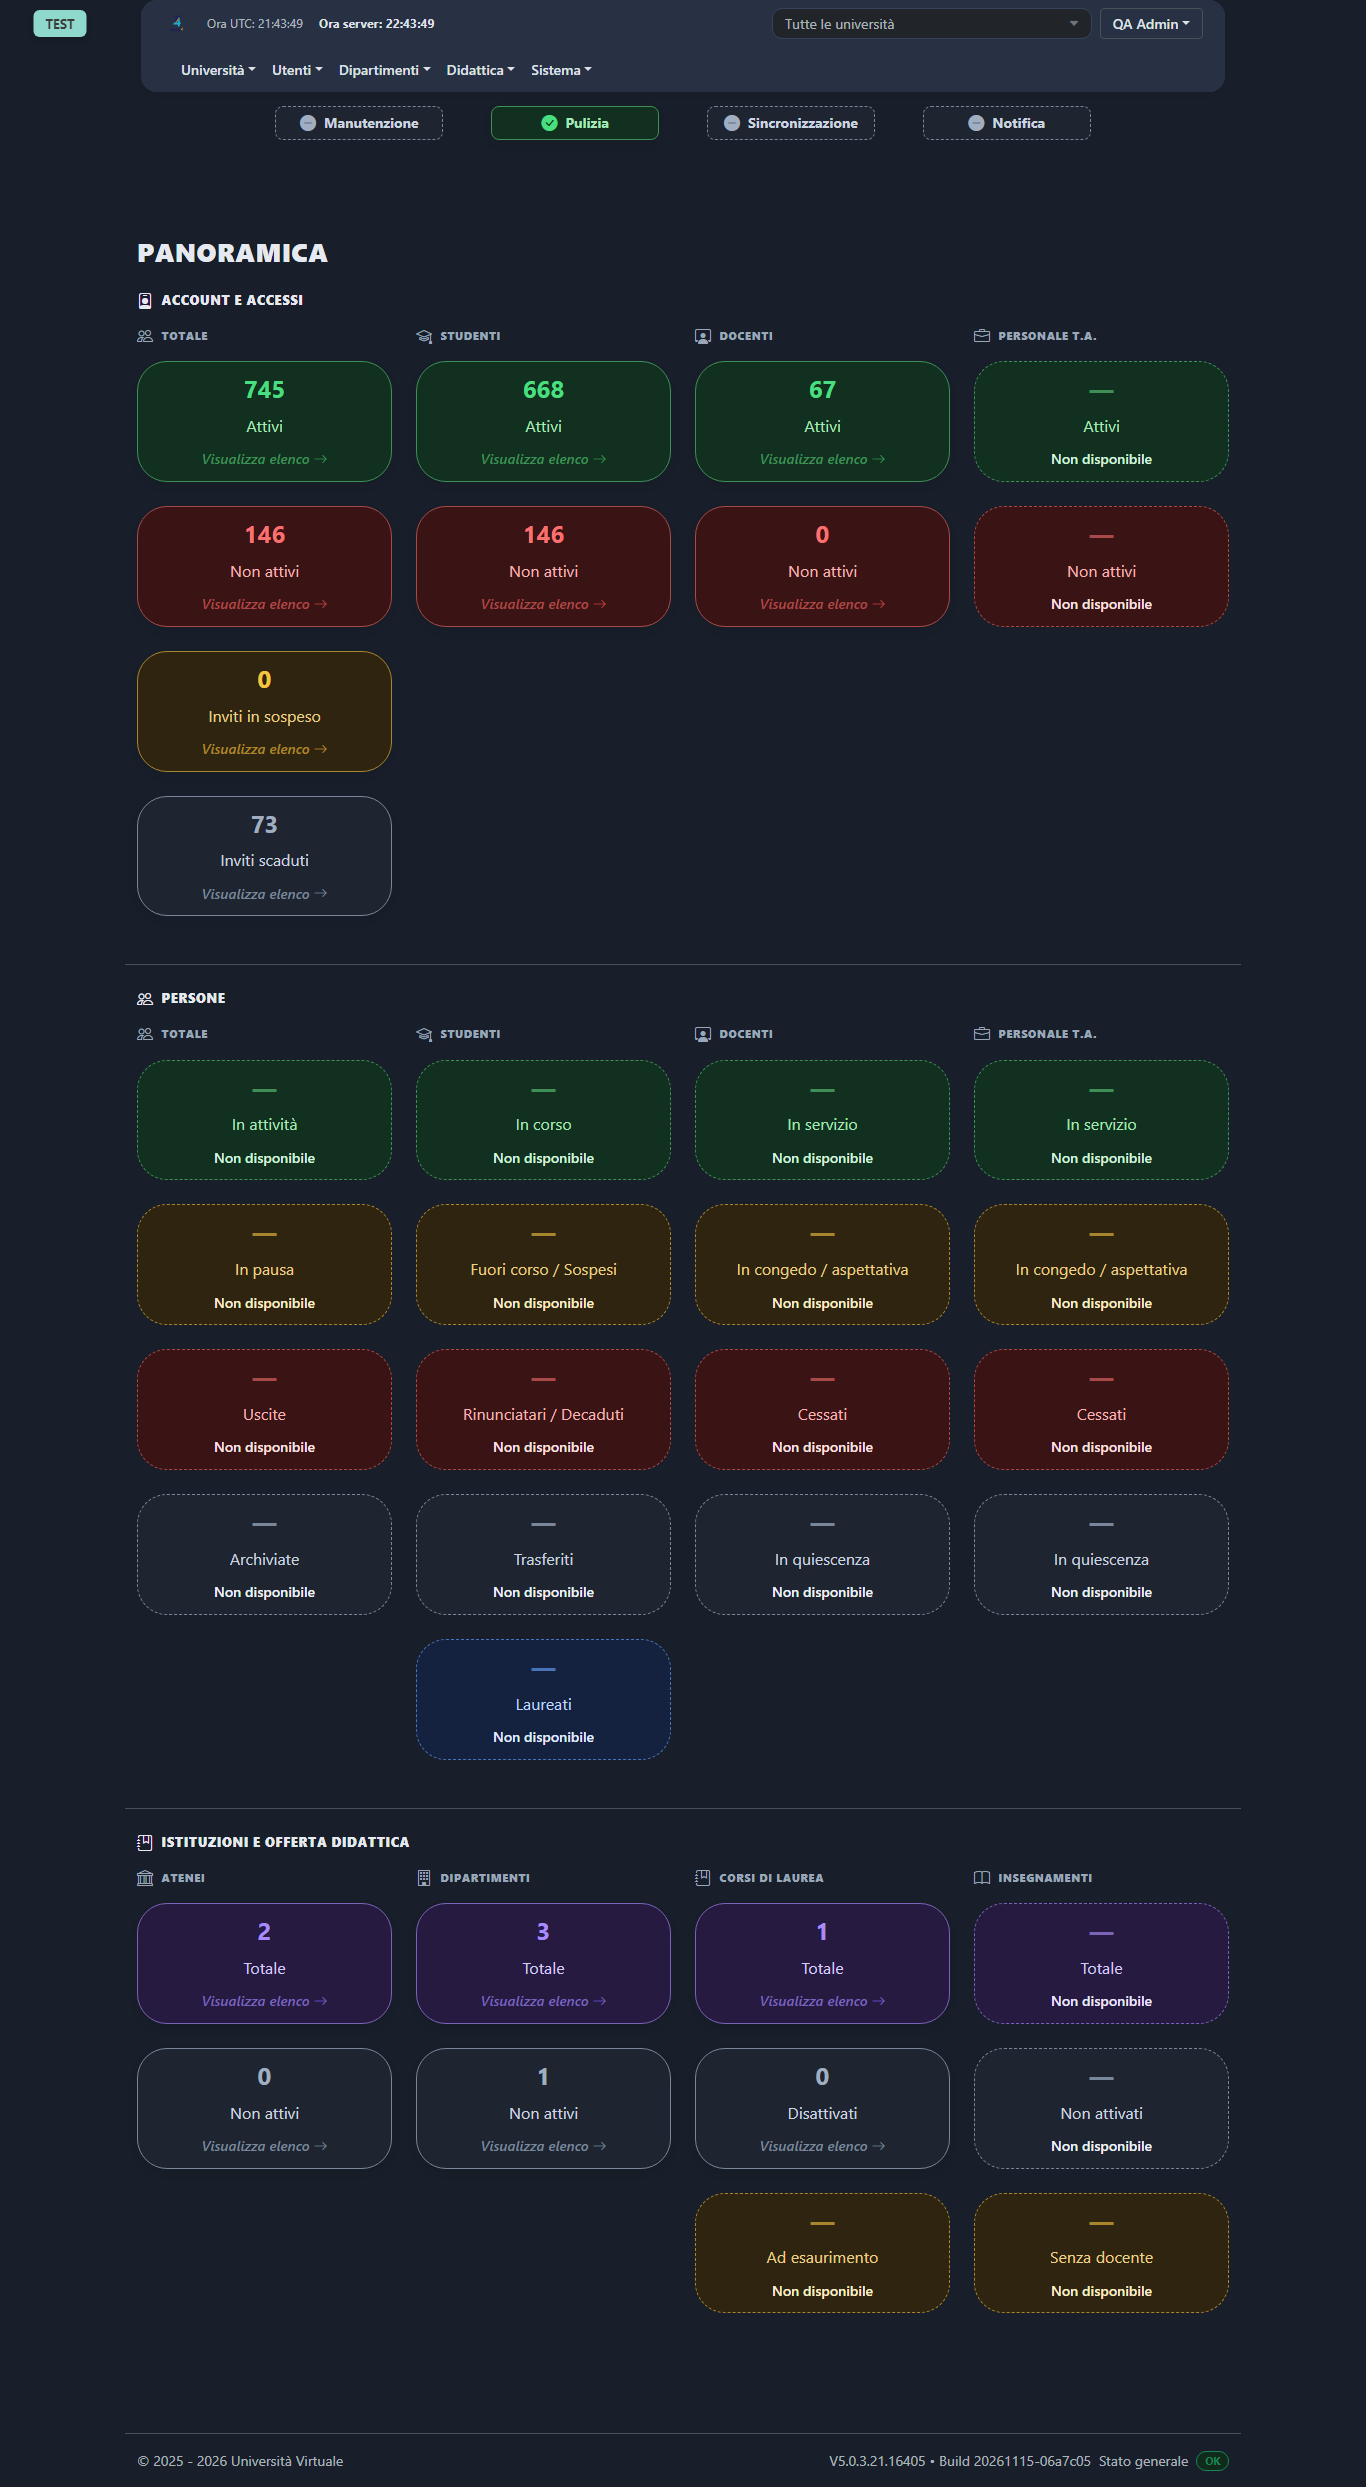 TEST
Ora UTC: 21:43:49 Ora server: 22:43:49 Tutte le università QA Admin
Università Utenti Dipartimenti Didattica Sistema
Manutenzione Pulizia Sincronizzazione Notifica
PANORAMICA
ACCOUNT E ACCESSI
TOTALE STUDENTI DOCENTI PERSONALE T.A.
745 668 67 —
Attivi Attivi Attivi Attivi
Visualizza elenco → Visualizza elenco → Visualizza elenco → Non disponibile
146 146 0 —
Non attivi Non attivi Non attivi Non attivi
Visualizza elenco → Visualizza elenco → Visualizza elenco → Non disponibile
0
Inviti in sospeso
Visualizza elenco →
73
Inviti scaduti
Visualizza elenco →
PERSONE
TOTALE STUDENTI DOCENTI PERSONALE T.A.
— — — —
In attività In corso In servizio In servizio
Non disponibile Non disponibile Non disponibile Non disponibile
— — — —
In pausa Fuori corso / Sospesi In congedo / aspettativa In congedo / aspettativa
Non disponibile Non disponibile Non disponibile Non disponibile
— — — —
Uscite Rinunciatari / Decaduti Cessati Cessati
Non disponibile Non disponibile Non disponibile Non disponibile
— — — —
Archiviate Trasferiti In quiescenza In quiescenza
Non disponibile Non disponibile Non disponibile Non disponibile
—
Laureati
Non disponibile
ISTITUZIONI E OFFERTA DIDATTICA
ATENEI DIPARTIMENTI CORSI DI LAUREA INSEGNAMENTI
2 3 1 —
Totale Totale Totale Totale
Visualizza elenco → Visualizza elenco → Visualizza elenco → Non disponibile
0 1 0 —
Non attivi Non attivi Disattivati Non attivati
Visualizza elenco → Visualizza elenco → Visualizza elenco → Non disponibile
— —
Ad esaurimento Senza docente
Non disponibile Non disponibile
© 2025 - 2026 Università Virtuale V5.0.3.21.16405 • Build 20261115-06a7c05 Stato generale OK